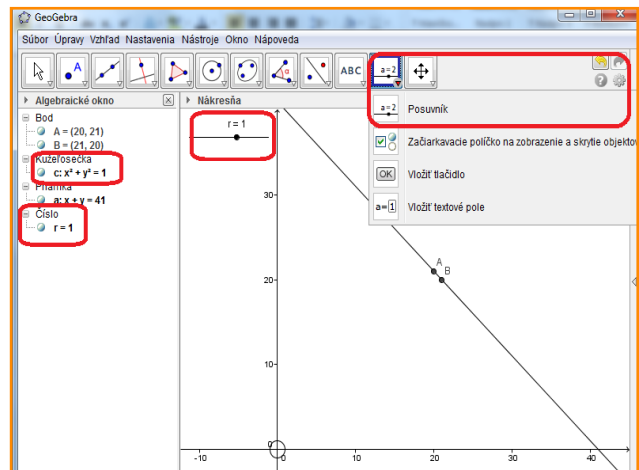 GeoGebra
Súbor Úpravy Vzhľad Nastavenia Nástroje Okno Nápoveda
ABC
a=2
Algebraické okno
Nákresňa
Bod
A = (20, 21)
B = (21, 20)
Kužeľosečka
c: x² + y² = 1
Priamka
a: x + y = 41
Číslo
r = 1
r = 1
a=2 Posuvník
Začiarkavacie políčko na zobrazenie a skrytie objektov
OK Vložiť tlačidlo
a=1 Vložiť textové pole
30
20
10
0
A
B
-10 0 10 20 30 40